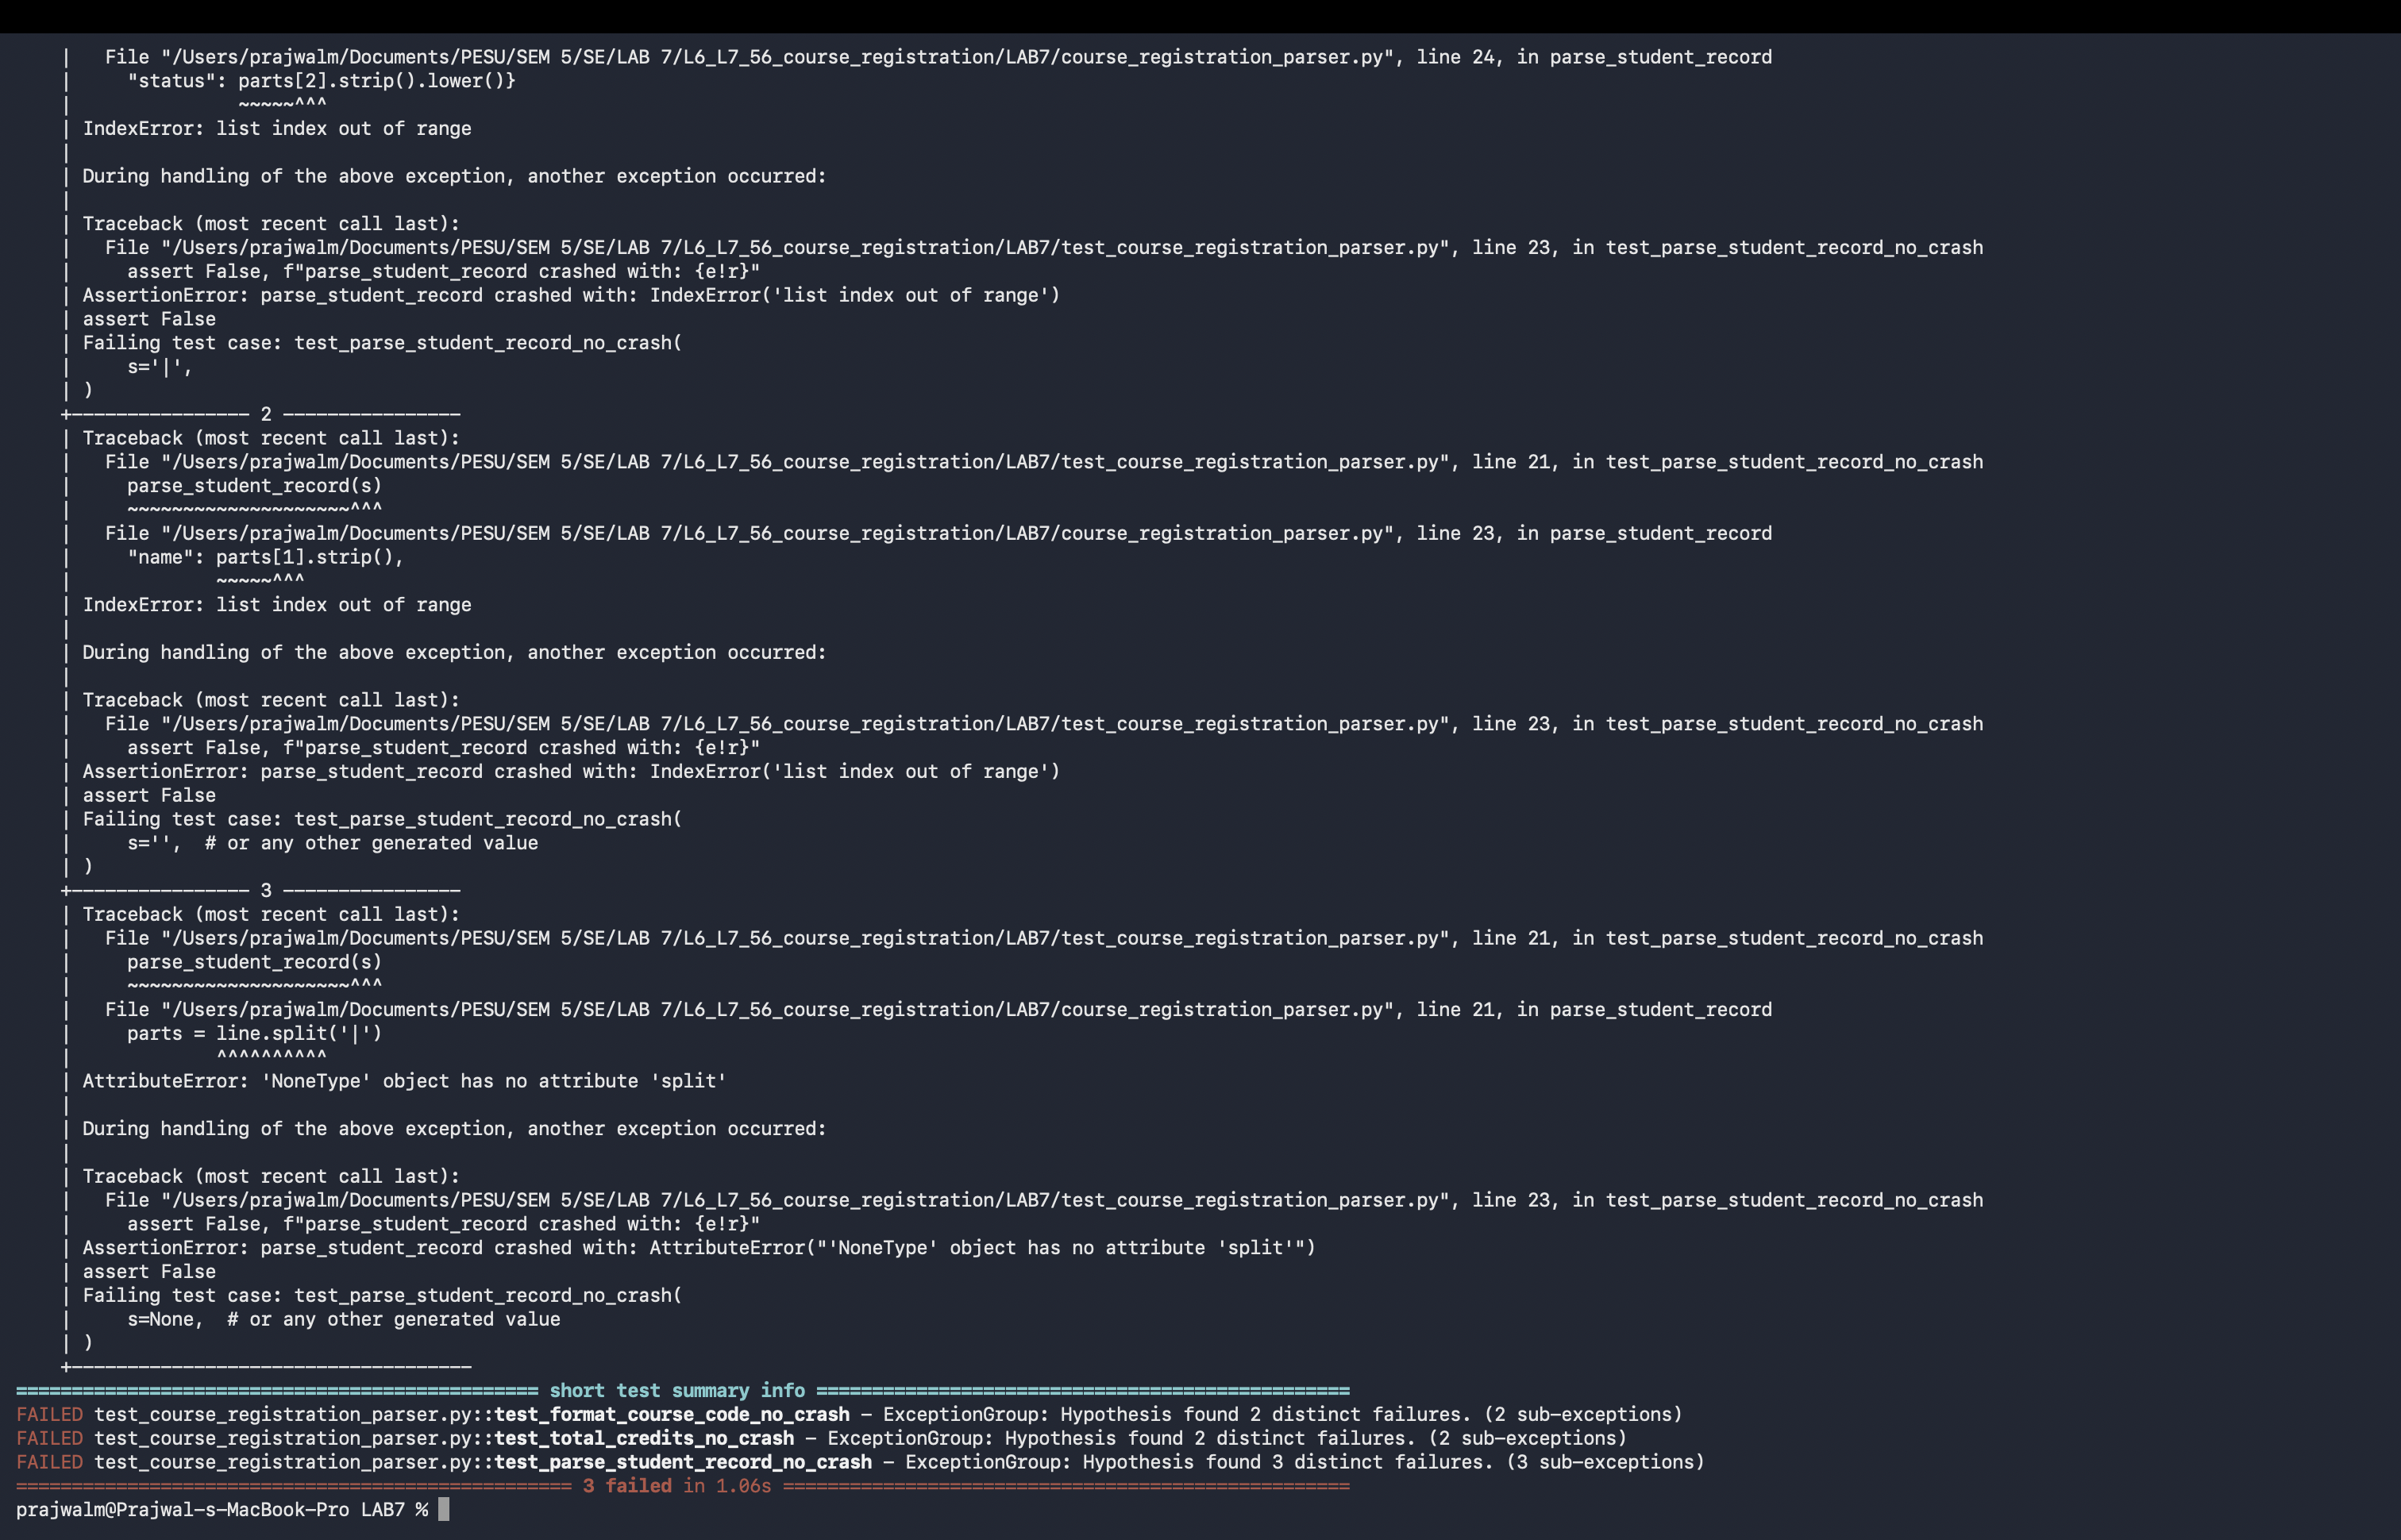 |   File "/Users/prajwalm/Documents/PESU/SEM 5/SE/LAB 7/L6_L7_56_course_registration/LAB7/course_registration_parser.py", line 24, in parse_student_record
|     "status": parts[2].strip().lower()}
|               ~~~~~^^^
| IndexError: list index out of range
|
| During handling of the above exception, another exception occurred:
|
| Traceback (most recent call last):
|   File "/Users/prajwalm/Documents/PESU/SEM 5/SE/LAB 7/L6_L7_56_course_registration/LAB7/test_course_registration_parser.py", line 23, in test_parse_student_record_no_crash
|     assert False, f"parse_student_record crashed with: {e!r}"
| AssertionError: parse_student_record crashed with: IndexError('list index out of range')
| assert False
| Failing test case: test_parse_student_record_no_crash(
|     s='|',
| )
+---------------- 2 ----------------
| Traceback (most recent call last):
|   File "/Users/prajwalm/Documents/PESU/SEM 5/SE/LAB 7/L6_L7_56_course_registration/LAB7/test_course_registration_parser.py", line 21, in test_parse_student_record_no_crash
|     parse_student_record(s)
|     ~~~~~~~~~~~~~~~~~~~~^^^
|   File "/Users/prajwalm/Documents/PESU/SEM 5/SE/LAB 7/L6_L7_56_course_registration/LAB7/course_registration_parser.py", line 23, in parse_student_record
|     "name": parts[1].strip(),
|             ~~~~~^^^
| IndexError: list index out of range
|
| During handling of the above exception, another exception occurred:
|
| Traceback (most recent call last):
|   File "/Users/prajwalm/Documents/PESU/SEM 5/SE/LAB 7/L6_L7_56_course_registration/LAB7/test_course_registration_parser.py", line 23, in test_parse_student_record_no_crash
|     assert False, f"parse_student_record crashed with: {e!r}"
| AssertionError: parse_student_record crashed with: IndexError('list index out of range')
| assert False
| Failing test case: test_parse_student_record_no_crash(
|     s='',  # or any other generated value
| )
+---------------- 3 ----------------
| Traceback (most recent call last):
|   File "/Users/prajwalm/Documents/PESU/SEM 5/SE/LAB 7/L6_L7_56_course_registration/LAB7/test_course_registration_parser.py", line 21, in test_parse_student_record_no_crash
|     parse_student_record(s)
|     ~~~~~~~~~~~~~~~~~~~~^^^
|   File "/Users/prajwalm/Documents/PESU/SEM 5/SE/LAB 7/L6_L7_56_course_registration/LAB7/course_registration_parser.py", line 21, in parse_student_record
|     parts = line.split('|')
|             ^^^^^^^^^^
| AttributeError: 'NoneType' object has no attribute 'split'
|
| During handling of the above exception, another exception occurred:
|
| Traceback (most recent call last):
|   File "/Users/prajwalm/Documents/PESU/SEM 5/SE/LAB 7/L6_L7_56_course_registration/LAB7/test_course_registration_parser.py", line 23, in test_parse_student_record_no_crash
|     assert False, f"parse_student_record crashed with: {e!r}"
| AssertionError: parse_student_record crashed with: AttributeError("'NoneType' object has no attribute 'split'")
| assert False
| Failing test case: test_parse_student_record_no_crash(
|     s=None,  # or any other generated value
| )
+------------------------------------
=============================================== short test summary info ================================================
FAILED test_course_registration_parser.py::test_format_course_code_no_crash - ExceptionGroup: Hypothesis found 2 distinct failures. (2 sub-exceptions)
FAILED test_course_registration_parser.py::test_total_credits_no_crash - ExceptionGroup: Hypothesis found 2 distinct failures. (2 sub-exceptions)
FAILED test_course_registration_parser.py::test_parse_student_record_no_crash - ExceptionGroup: Hypothesis found 3 distinct failures. (3 sub-exceptions)
================================================== 3 failed in 1.06s ===================================================
prajwalm@Prajwal-s-MacBook-Pro LAB7 %